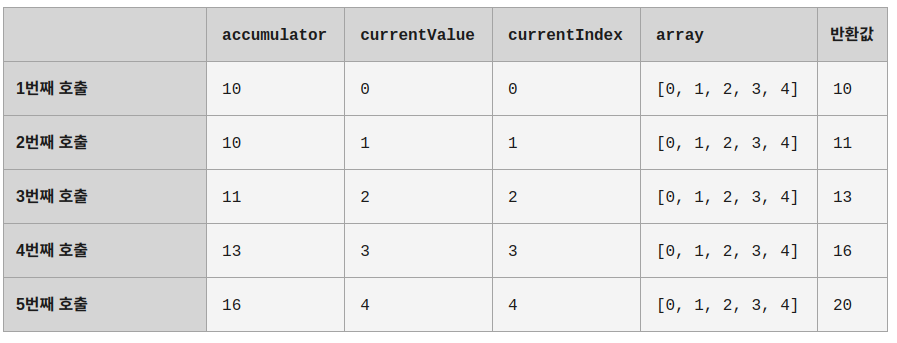 accumulator currentValue currentIndex array 반환값
1번째 호출 10 0 0 [0, 1, 2, 3, 4] 10
2번째 호출 10 1 1 [0, 1, 2, 3, 4] 11
3번째 호출 11 2 2 [0, 1, 2, 3, 4] 13
4번째 호출 13 3 3 [0, 1, 2, 3, 4] 16
5번째 호출 16 4 4 [0, 1, 2, 3, 4] 20